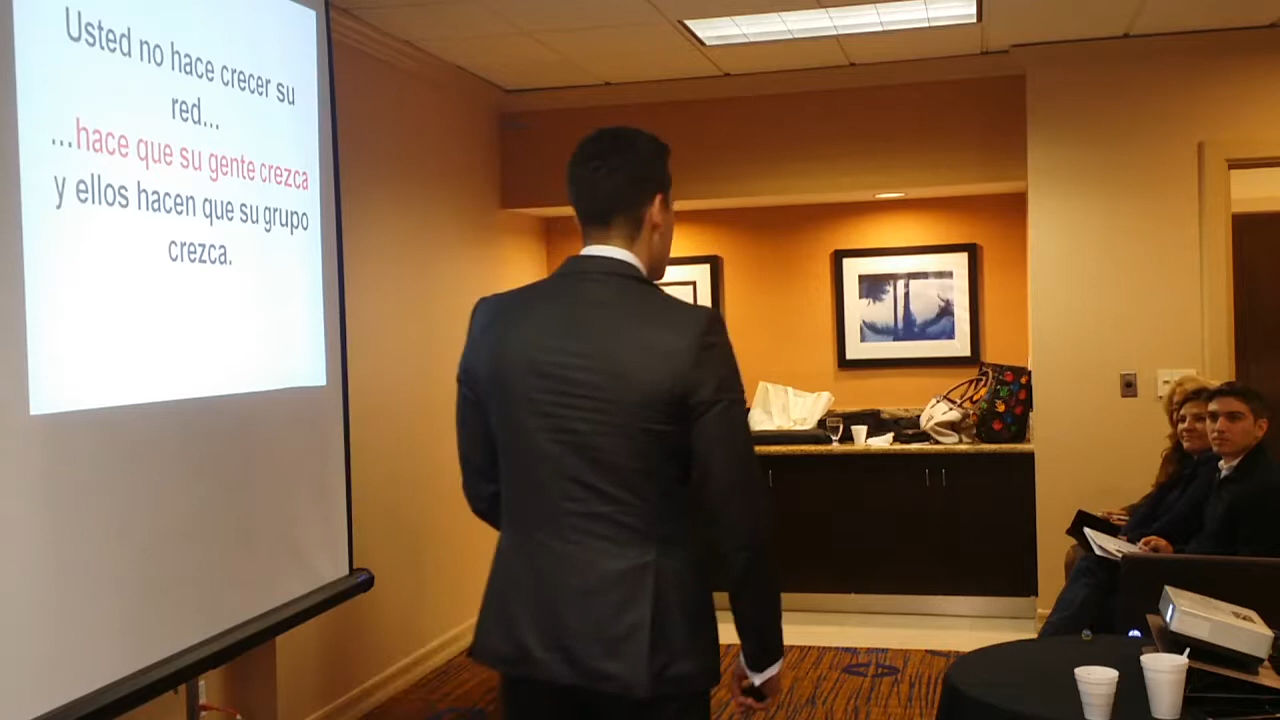 Usted no hace crecer su
red...
...hace que su gente crezca
y ellos hacen que su grupo
crezca.